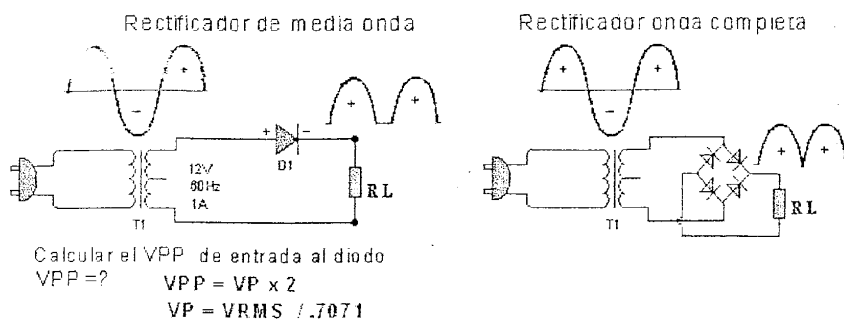 Rectificador de media onda
Rectificador onda completa
+
+
-
+
+
+ -
D1
12V
60Hz
1A
RL
T1
Calcular el VPP de entrada al diodo
VPP =?
VPP = VP x 2
VP = VRMS / .7071
+
+
-
+
+
RL
T1